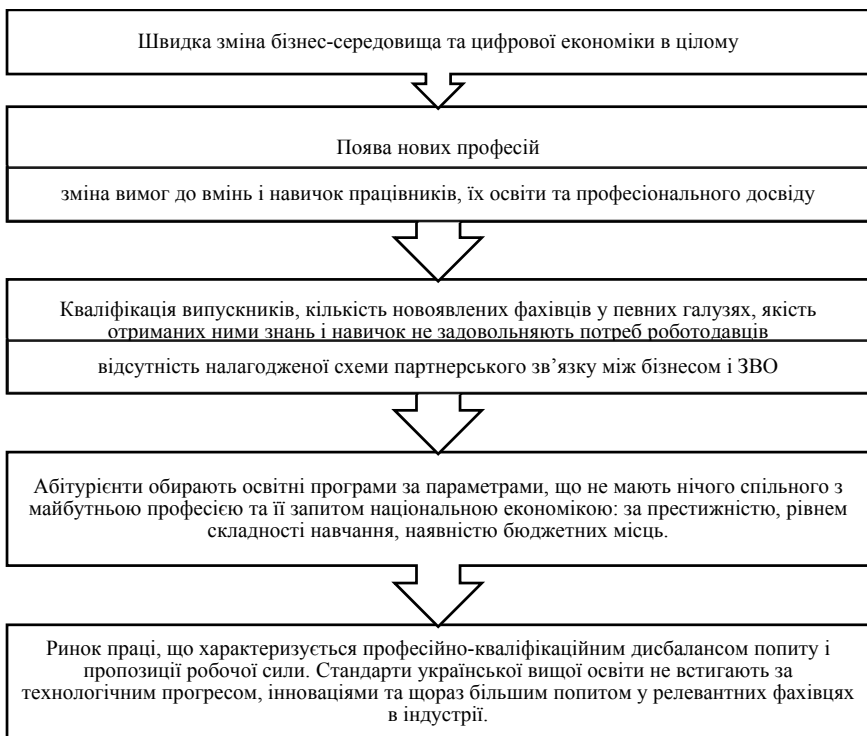 Швидка зміна бізнес-середовища та цифрової економіки в цілому
Поява нових професій
зміна вимог до вмінь і навичок працівників, їх освіти та професіонального досвіду
Кваліфікація випускників, кількість новоявлених фахівців у певних галузях, якість
отриманих ними знань і навичок не задовольняють потреб роботодавців
відсутність налагодженої схеми партнерського зв’язку між бізнесом і ЗВО
Абітурієнти обирають освітні програми за параметрами, що не мають нічого спільного з
майбутньою професією та її запитом національною економікою: за престижністю, рівнем
складності навчання, наявністю бюджетних місць.
Ринок праці, що характеризується професійно-кваліфікаційним дисбалансом попиту і
пропозиції робочої сили. Стандарти української вищої освіти не встигають за
технологічним прогресом, інноваціями та щораз більшим попитом у релевантних фахівцях
в індустрії.